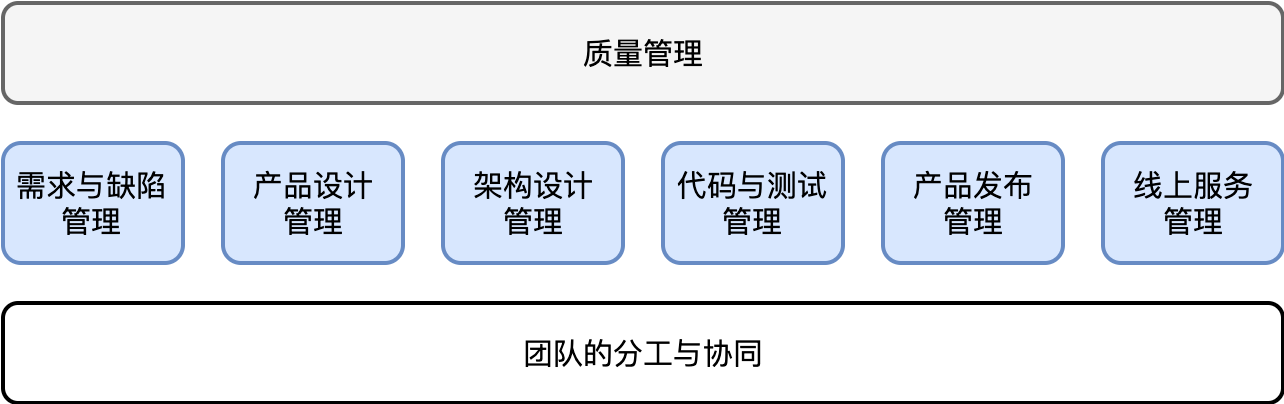 质量管理
需求与缺陷
管理
产品设计
管理
架构设计
管理
代码与测试
管理
产品发布
管理
线上服务
管理
团队的分工与协同